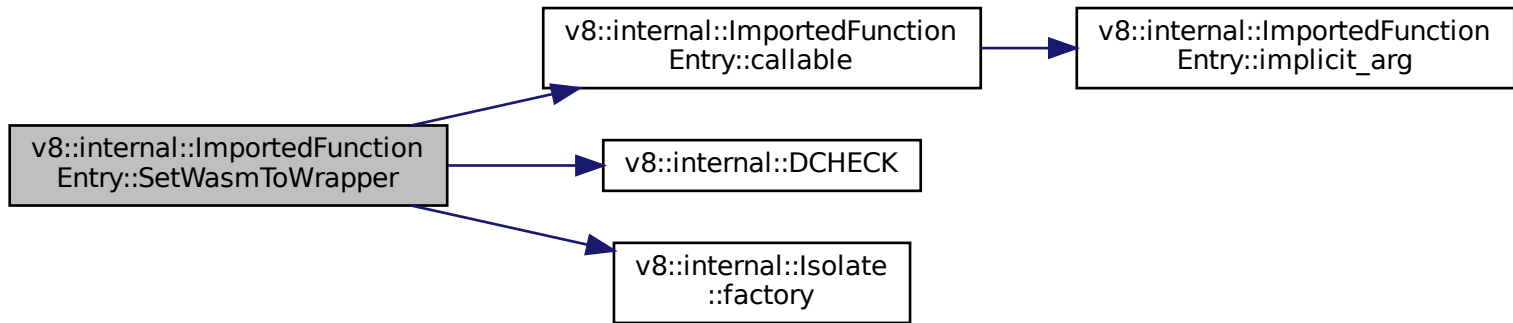 v8::internal::ImportedFunction
Entry::SetWasmToWrapper
v8::internal::ImportedFunction
Entry::callable
v8::internal::ImportedFunction
Entry::implicit_arg
v8::internal::DCHECK
v8::internal::Isolate
::factory